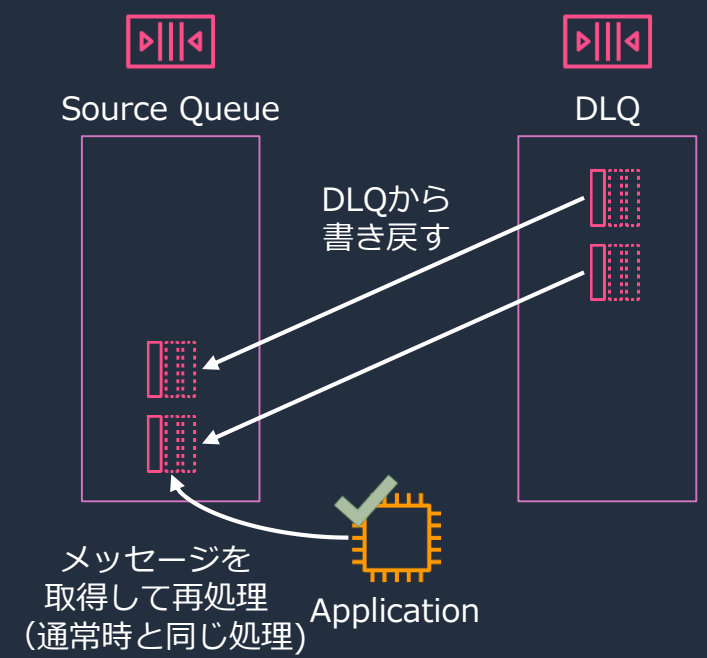 Source Queue
DLQ
DLQから
書き戻す
メッセージを
取得して再処理
（通常時と同じ処理)
Application